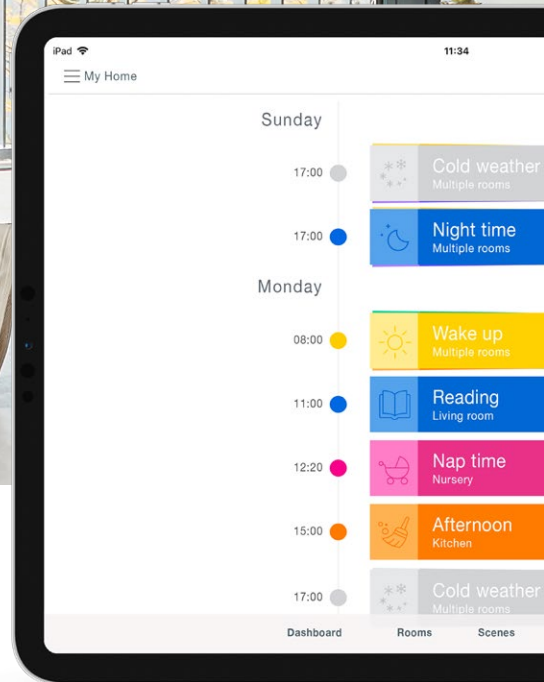 iPad
11:34
My Home
Sunday
17:00
Cold weather
Multiple rooms
17:00
Night time
Multiple rooms
Monday
08:00
Wake up
Multiple rooms
11:00
Reading
Living room
12:20
Nap time
Nursery
15:00
Afternoon
Kitchen
17:00
Cold weather
Multiple rooms
Dashboard
Rooms
Scenes